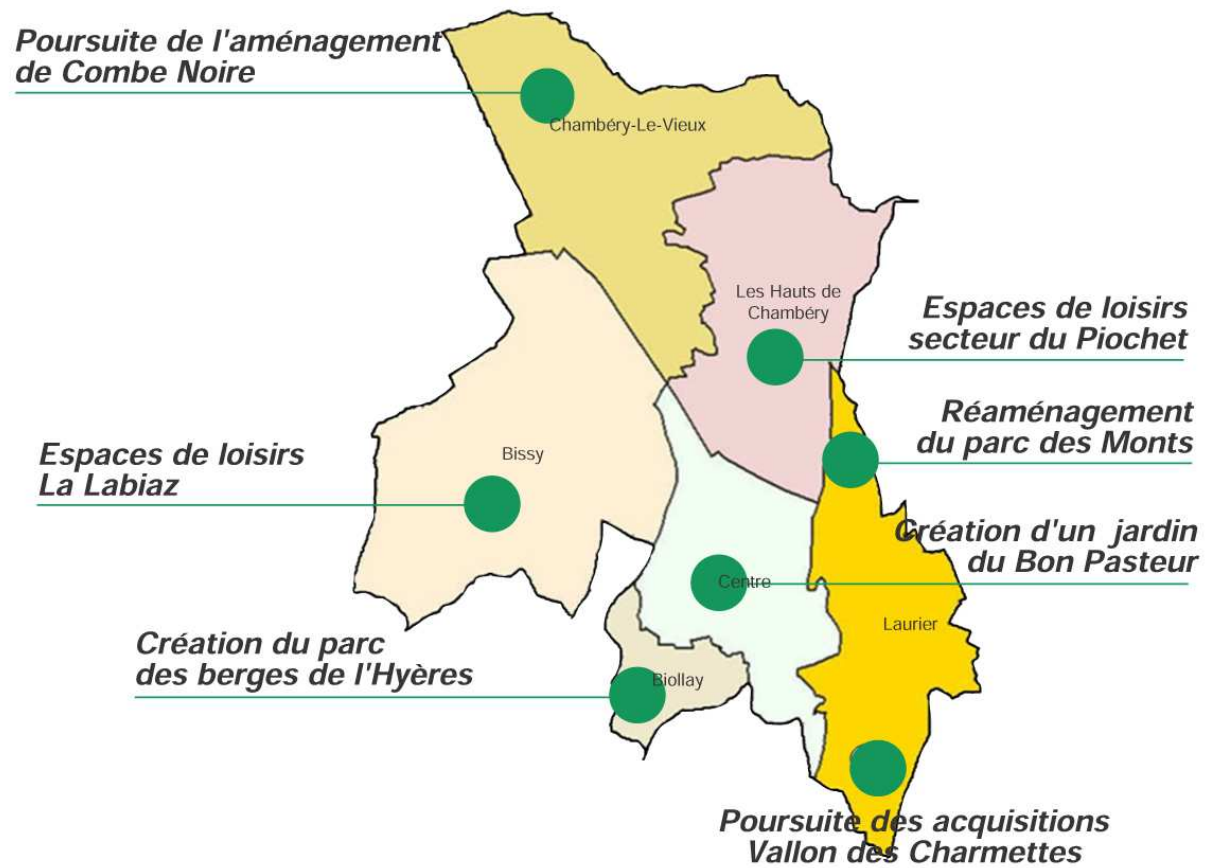 Poursuite de l'aménagement
de Combe Noire
Chambéry-Le-Vieux
Les Hauts de
Chambéry
Espaces de loisirs
secteur du Piochet
Réaménagement
du parc des Monts
Bissy
Espaces de loisirs
La Labiaz
Création d'un jardin
du Bon Pasteur
Centre
Laurier
Création du parc
des berges de l'Hyères
Biollay
Poursuite des acquisitions
Vallon des Charmettes